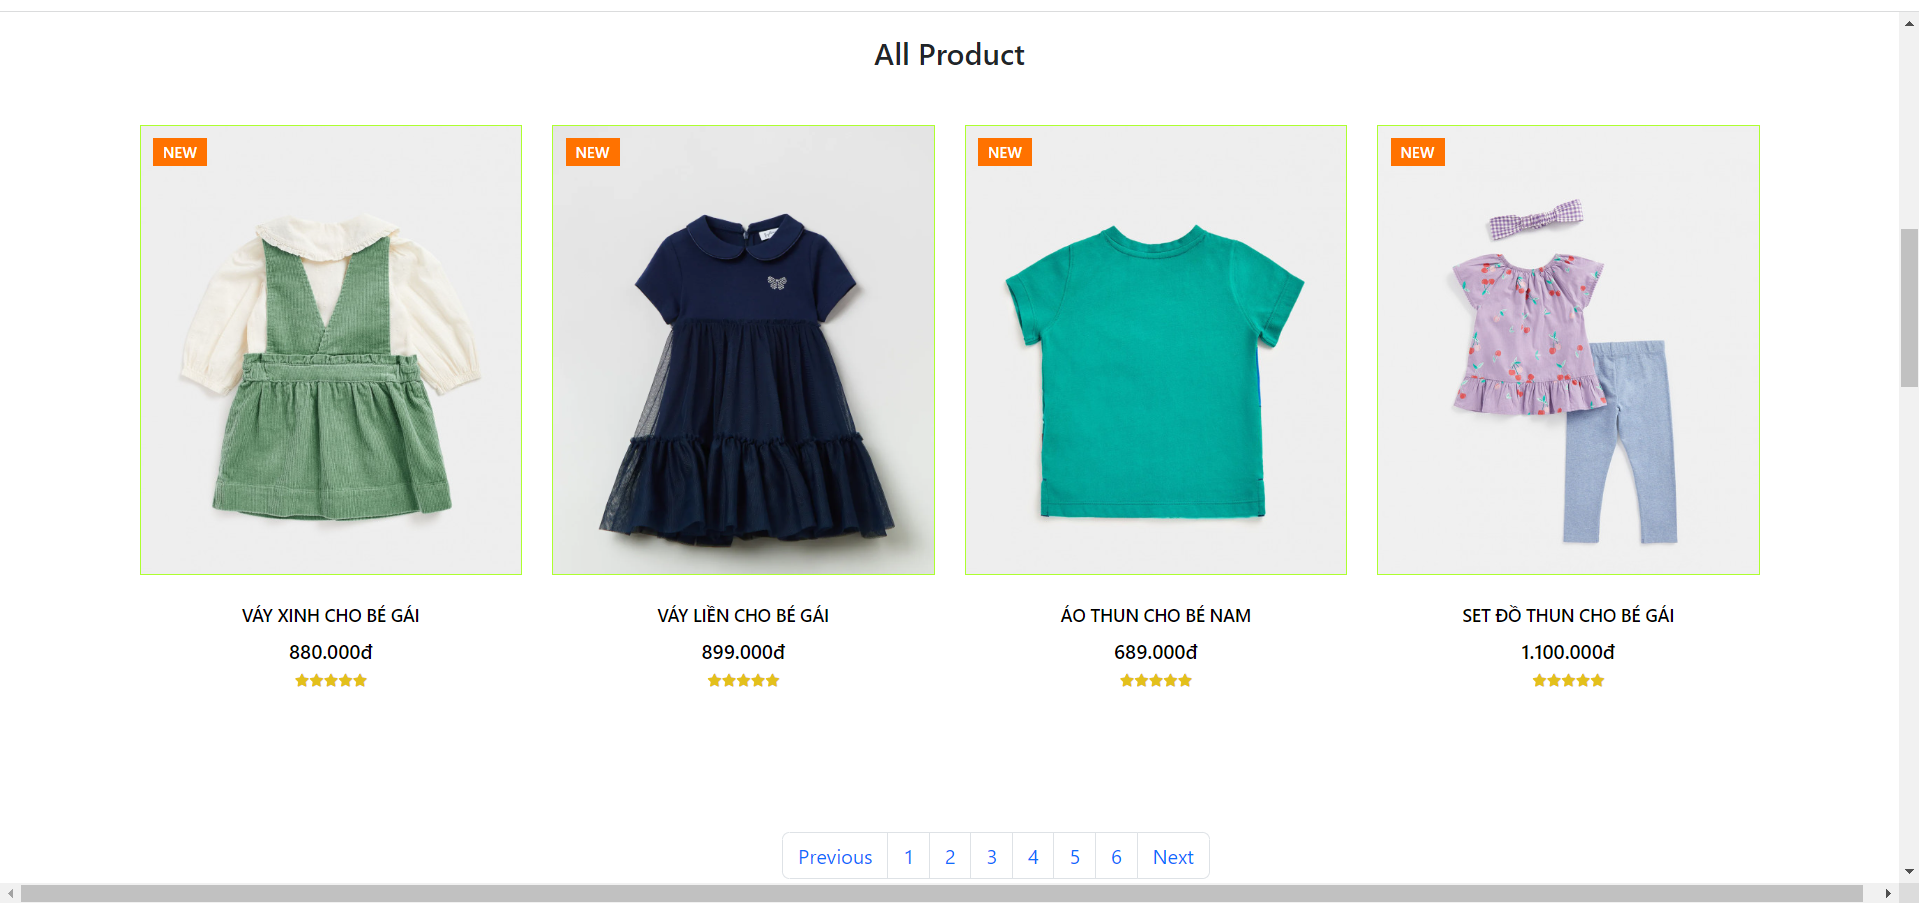 All Product
NEW
NEW
NEW
NEW
VÁY XINH CHO BÉ GÁI
880.000đ
VÁY LIỀN CHO BÉ GÁI
899.000đ
ÁO THUN CHO BÉ NAM
689.000đ
SET ĐỒ THUN CHO BÉ GÁI
1.100.000đ
Previous 1 2 3 4 5 6 Next